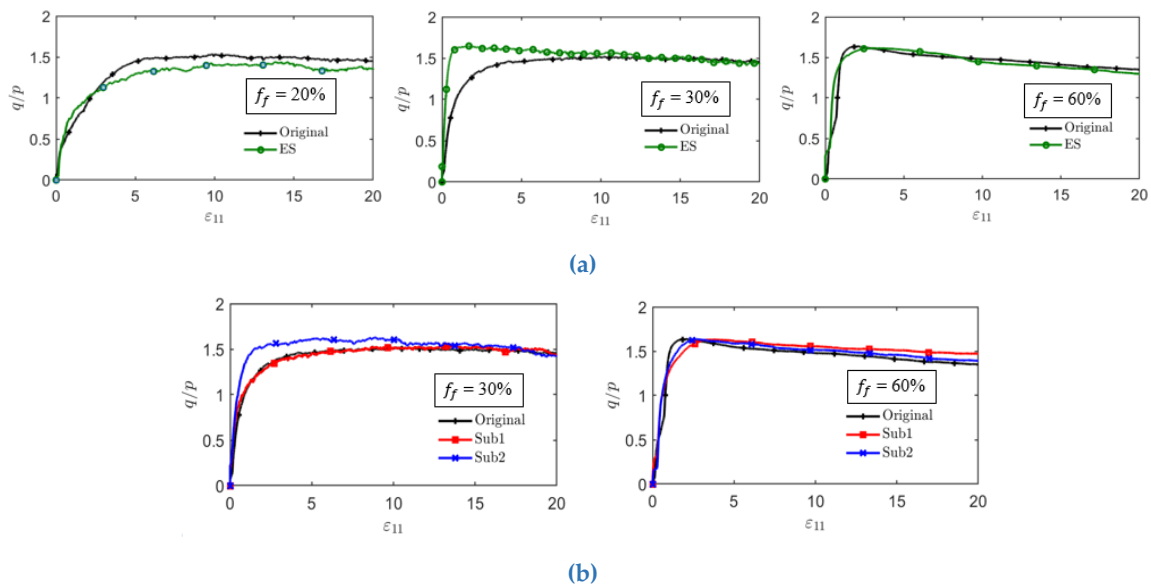 2
1.5
1
0.5
0
q/p
f_f = 20%
Original
ES
0 5 10 15 20
ε₁₁
2
1.5
1
0.5
0
q/p
f_f = 30%
Original
ES
0 5 10 15 20
ε₁₁
2
1.5
1
0.5
0
q/p
f_f = 60%
Original
ES
0 5 10 15 20
ε₁₁
(a)
2
1.5
1
0.5
0
q/p
f_f = 30%
Original
Sub1
Sub2
0 5 10 15 20
ε₁₁
2
1.5
1
0.5
0
q/p
f_f = 60%
Original
Sub1
Sub2
0 5 10 15 20
ε₁₁
(b)